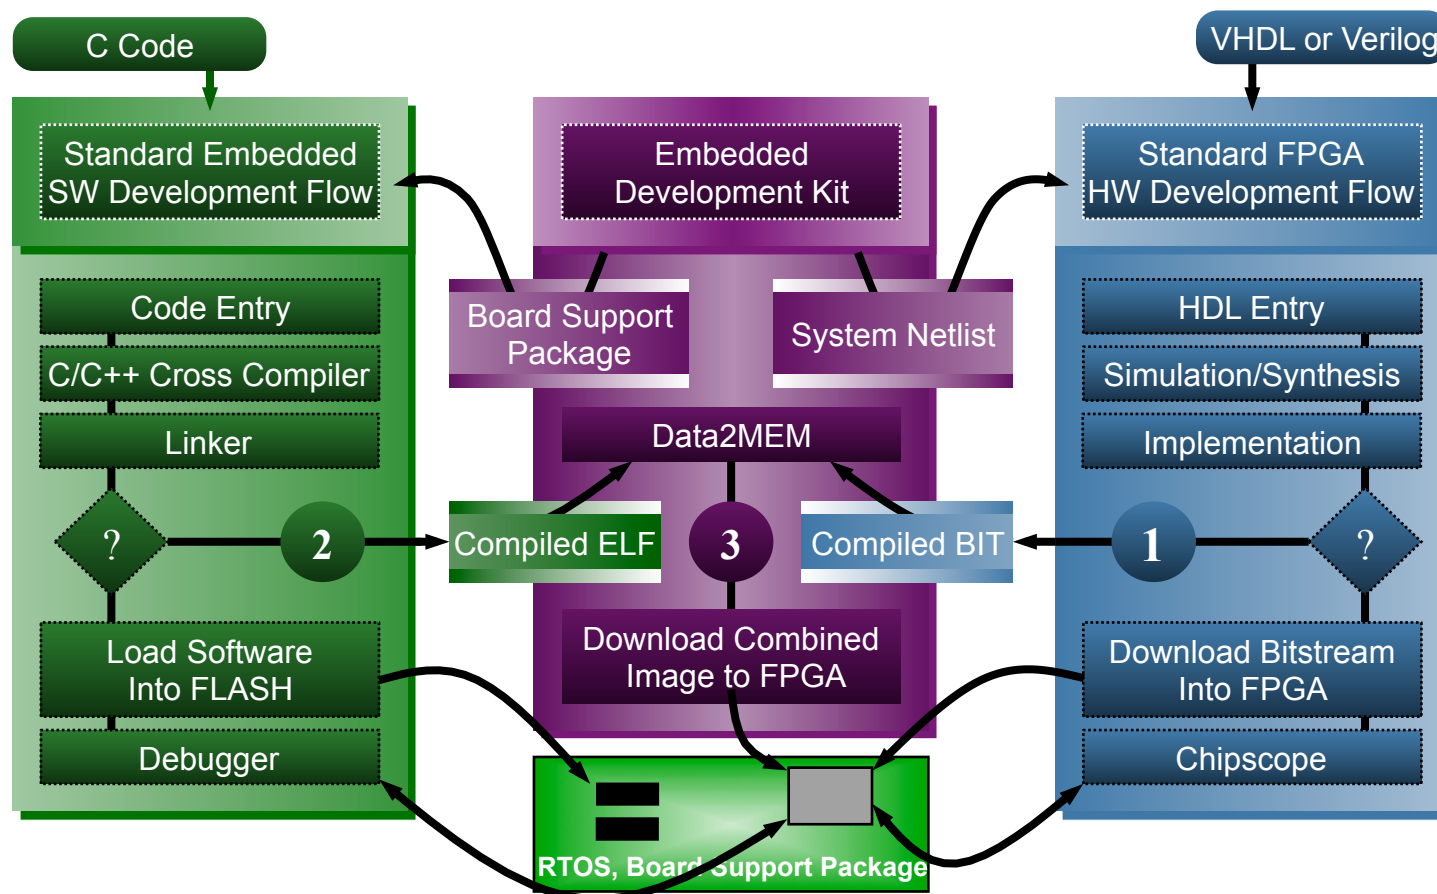 C Code
VHDL or Verilog
Standard Embedded
SW Development Flow
Embedded
Development Kit
Standard FPGA
HW Development Flow
Code Entry
C/C++ Cross Compiler
Linker
?
2
Load Software
Into FLASH
Debugger
Board Support
Package
System Netlist
Data2MEM
Compiled ELF
3
Compiled BIT
Download Combined
Image to FPGA
RTOS, Board Support Package
HDL Entry
Simulation/Synthesis
Implementation
1
?
Download Bitstream
Into FPGA
Chipscope